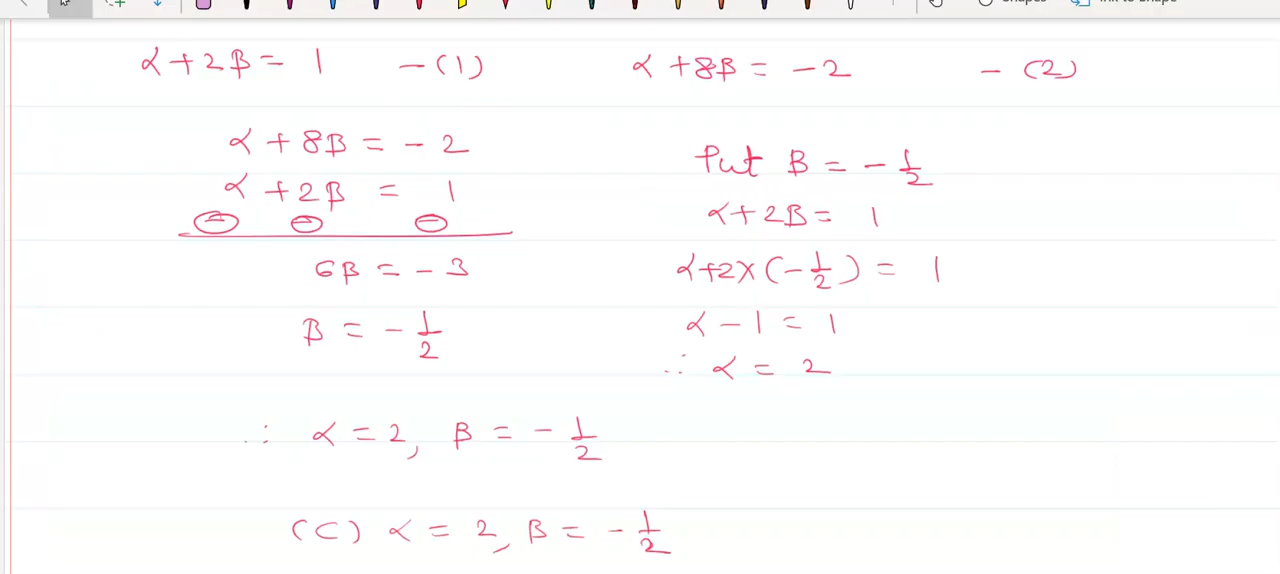 α + 2β = 1 - (1)
α + 8β = - 2 - (2)
α + 8β = - 2
α + 2β = 1
⊖ ⊖ ⊖
6β = - 3
β = - 1/2
Put β = - 1/2
α + 2β = 1
α + 2 × (- 1/2) = 1
α - 1 = 1
∴ α = 2
∴ α = 2, β = - 1/2
(C) α = 2, β = - 1/2